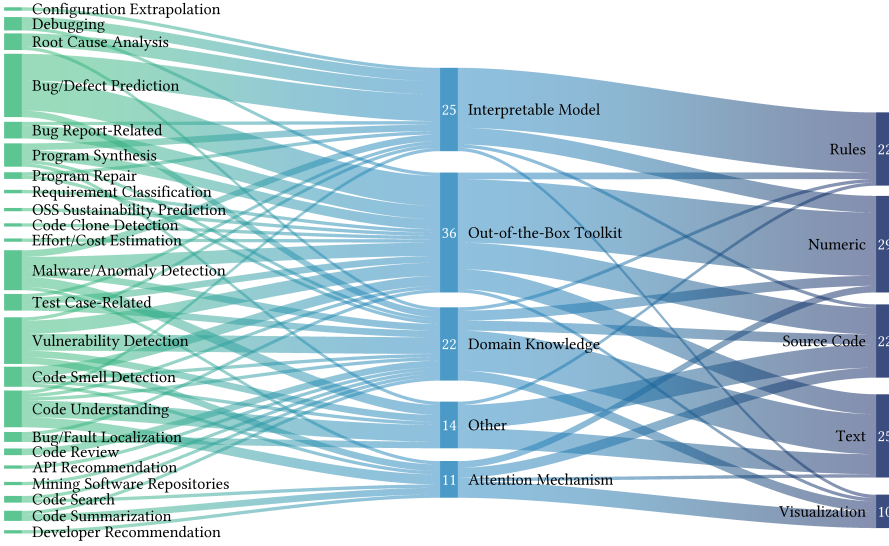 Configuration Extrapolation
Debugging
Root Cause Analysis
Bug/Defect Prediction
Bug Report-Related
Program Synthesis
Program Repair
Requirement Classification
OSS Sustainability Prediction
Code Clone Detection
Effort/Cost Estimation
Malware/Anomaly Detection
Test Case-Related
Vulnerability Detection
Code Smell Detection
Code Understanding
Bug/Fault Localization
Code Review
API Recommendation
Mining Software Repositories
Code Search
Code Summarization
Developer Recommendation
25 Interpretable Model
36 Out-of-the-Box Toolkit
22 Domain Knowledge
14 Other
11 Attention Mechanism
Rules 22
Numeric 29
Source Code 22
Text 25
Visualization 10